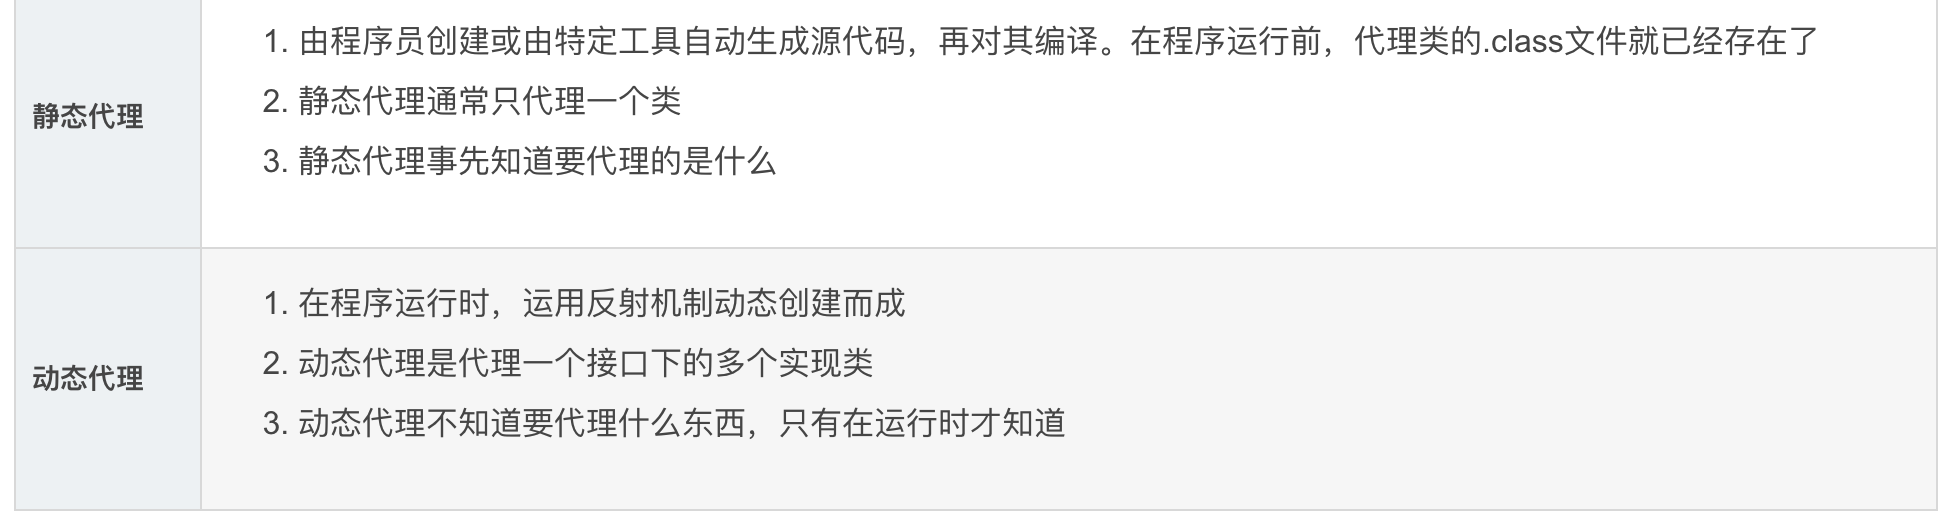 静态代理
1. 由程序员创建或由特定工具自动生成源代码，再对其编译。在程序运行前，代理类的.class文件就已经存在了
2. 静态代理通常只代理一个类
3. 静态代理事先知道要代理的是什么
动态代理
1. 在程序运行时，运用反射机制动态创建而成
2. 动态代理是代理一个接口下的多个实现类
3. 动态代理不知道要代理什么东西，只有在运行时才知道